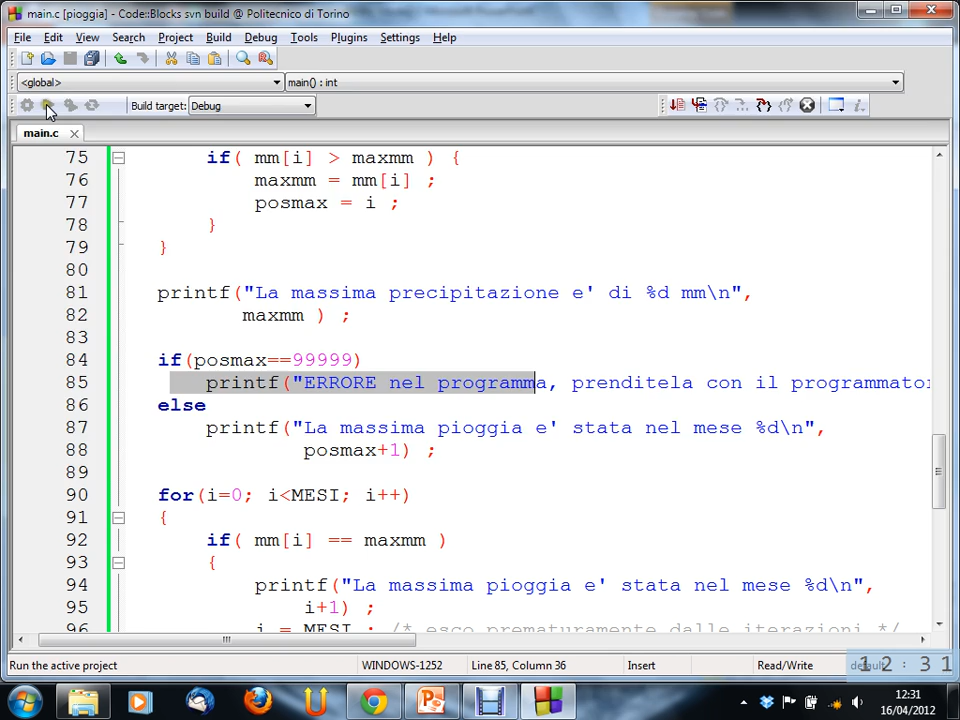 main.c [pioggia] - Code::Blocks svn build @ Politecnico di Torino
File Edit View Search Project Build Debug Tools Plugins Settings Help
<global> main() : int
Build target: Debug
main.c
75 if( mm[i] > maxmm ) {
76 maxmm = mm[i] ;
77 posmax = i ;
78 }
79 }
80
81 printf("La massima precipitazione e' di %d mm\n",
82 maxmm ) ;
83
84 if(posmax==99999)
85 printf("ERRORE nel programma, prenditela con il programmator
86 else
87 printf("La massima pioggia e' stata nel mese %d\n",
88 posmax+1) ;
89
90 for(i=0; i<MESI; i++)
91 {
92 if( mm[i] == maxmm )
93 {
94 printf("La massima pioggia e' stata nel mese %d\n",
95 i+1) ;
96 i = MESI ; /* esco prematuramente dalle iterazioni */
Run the active project WINDOWS-1252 Line 85, Column 36 Insert Read/Write default
12:31
12:31
16/04/2012